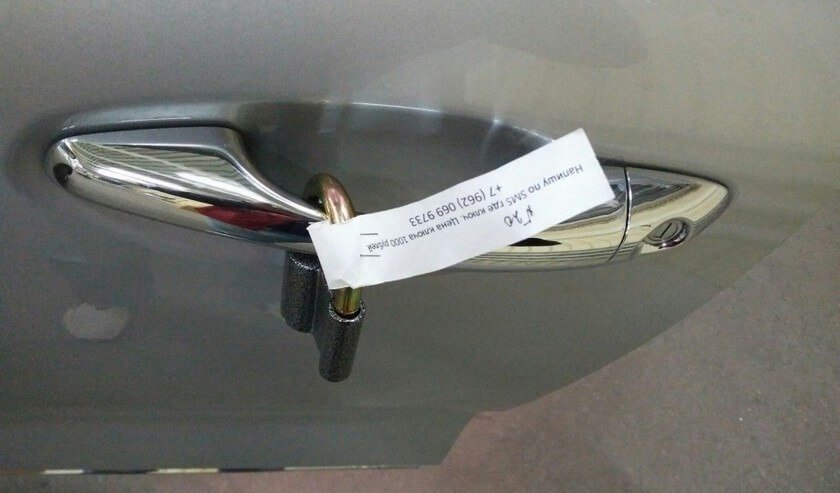 Напишу по SMS где ключ Цена ключа 1000 рублей.
+7 (962) 069 9733